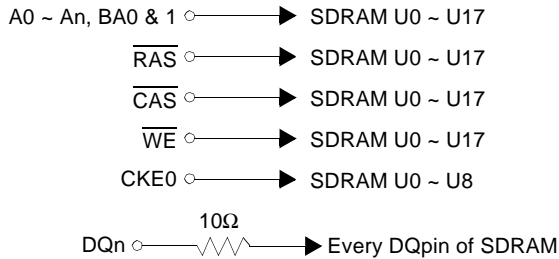 A0 ~ An, BA0 & 1 SDRAM U0 ~ U17
RAS SDRAM U0 ~ U17
CAS SDRAM U0 ~ U17
WE SDRAM U0 ~ U17
CKE0 SDRAM U0 ~ U8
10Ω
DQn Every DQpin of SDRAM